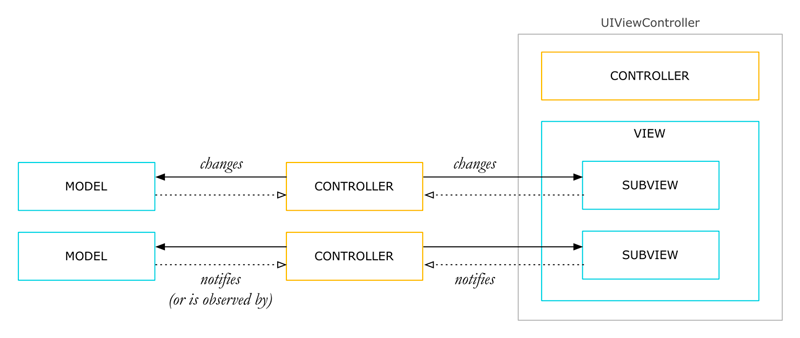 UIViewController
CONTROLLER
VIEW
changes
changes
MODEL
CONTROLLER
SUBVIEW
MODEL
CONTROLLER
SUBVIEW
notifies
(or is observed by)
notifies